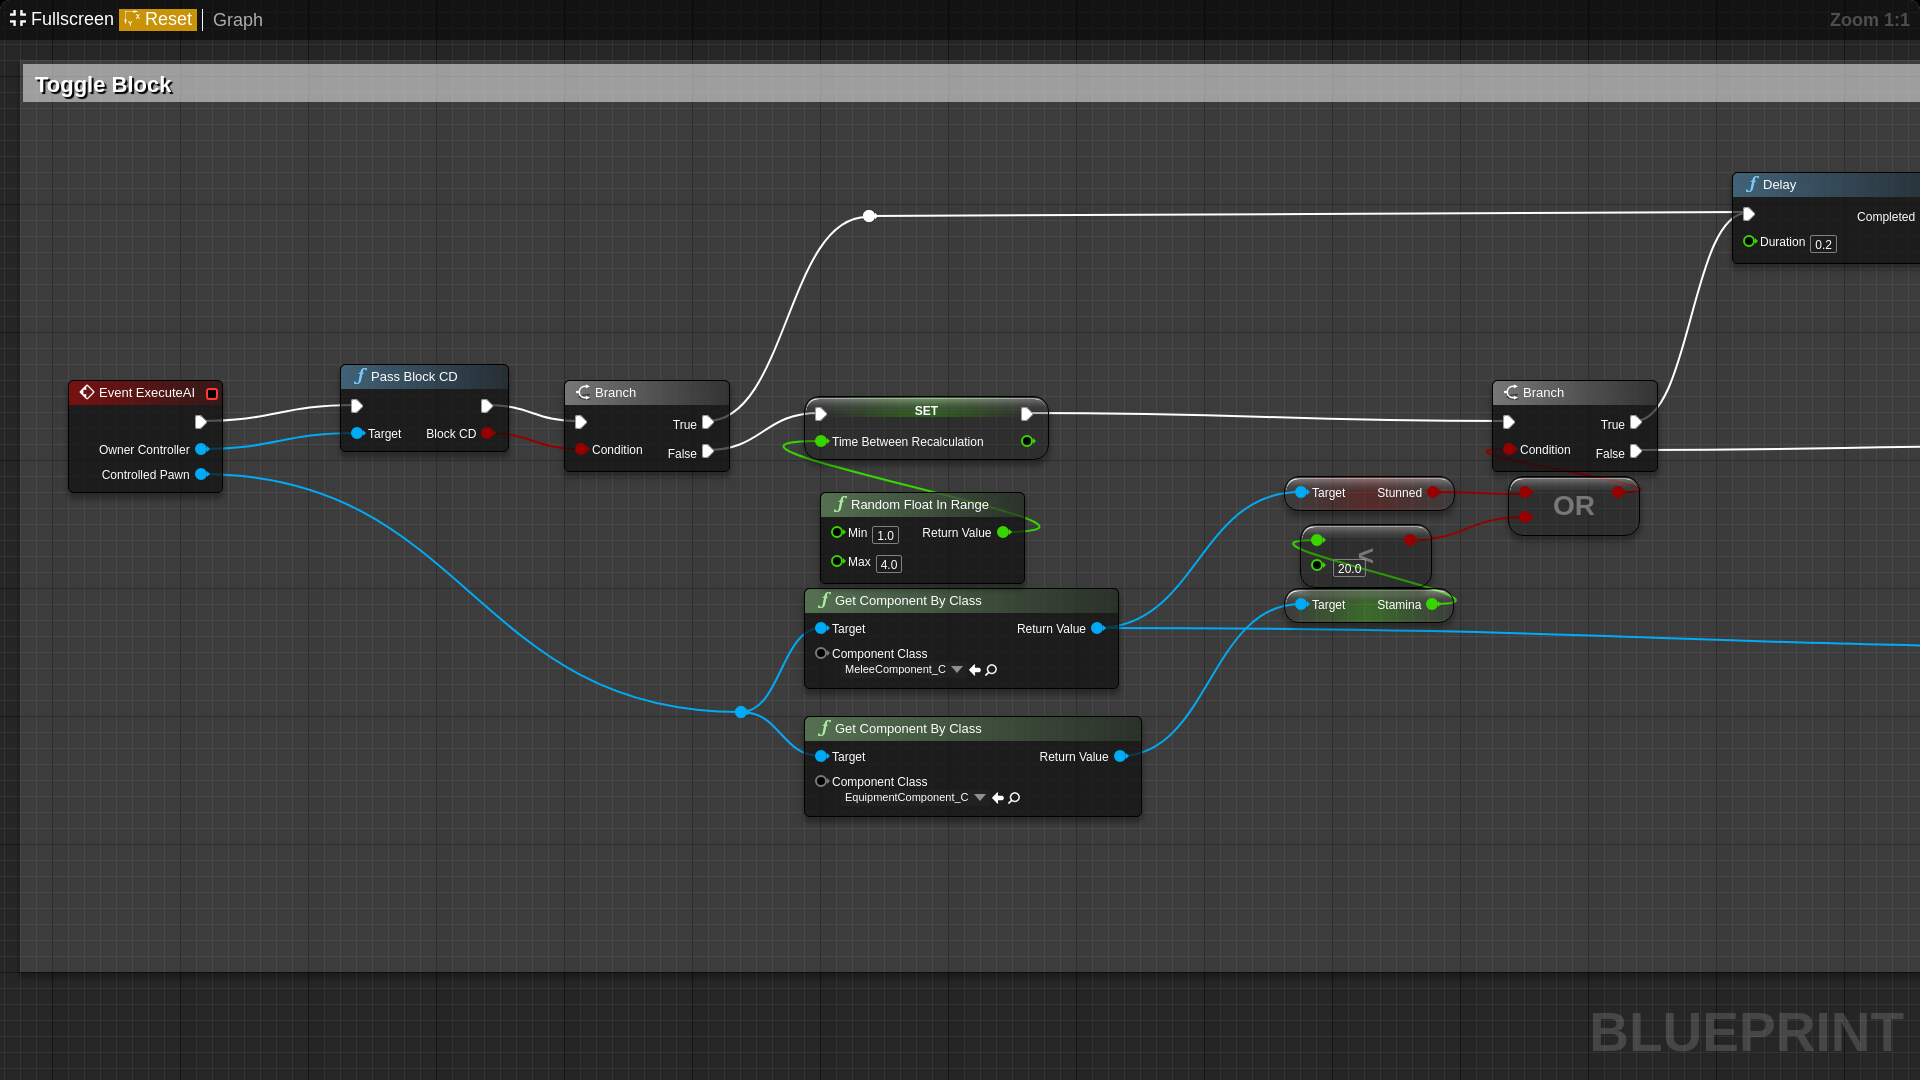 Fullscreen Reset Graph
Zoom 1:1
Toggle Block
Delay
Completed
Duration 0.2
Event ExecuteAI
Owner Controller
Controlled Pawn
Pass Block CD
Target Block CD
Branch
True
Condition
False
SET
Time Between Recalculation
Random Float In Range
Min 1.0 Return Value
Max 4.0
Get Component By Class
Target Return Value
Component Class
MeleeComponent_C
Get Component By Class
Target Return Value
Component Class
EquipmentComponent_C
Branch
True
Condition False
Target Stunned
OR
<
20.0
Target Stamina
BLUEPRINT